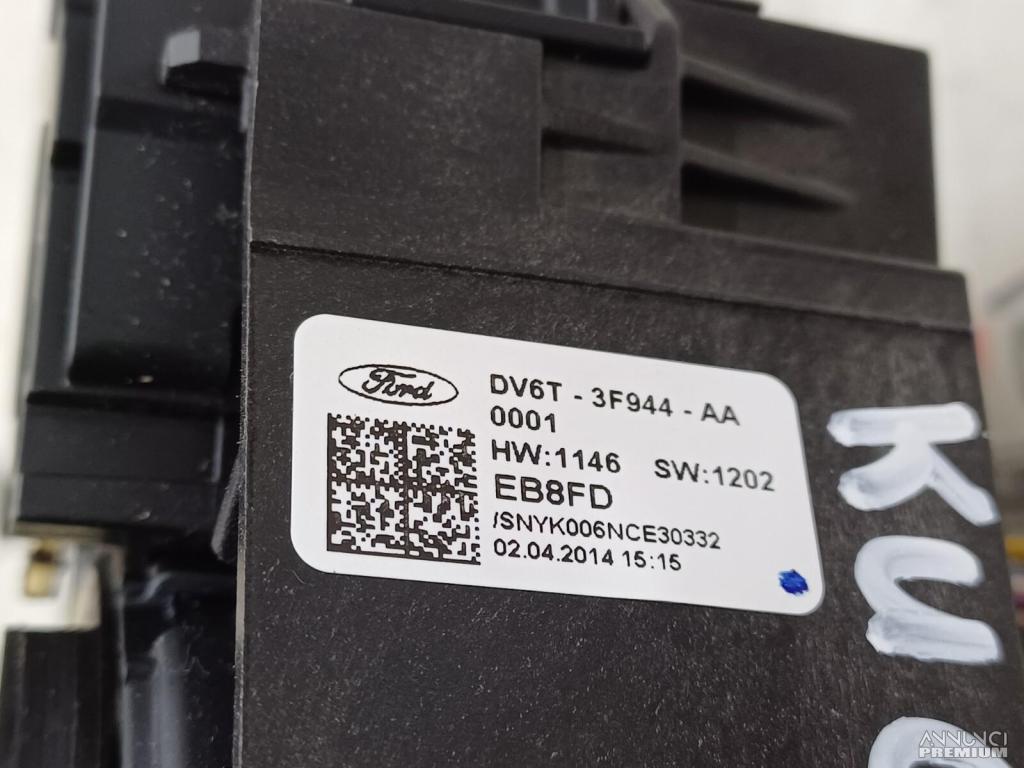 Ford
DV6T - 3F944 - AA
0001
HW:1146 SW:1202
EB8FD
/SNYK006NCE30332
02.04.2014 15:15
KU
ANNUNCI
PREMIUM